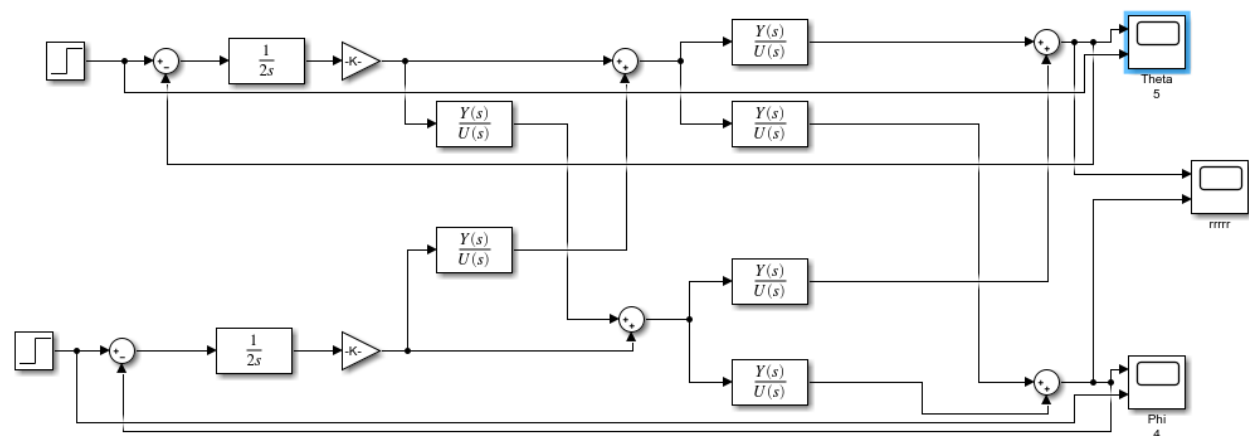 Y(s)
U(s)
+
+
1
2s
-K-
+
-
+
+
Theta
5
Y(s)
U(s)
Y(s)
U(s)
rrrrr
Y(s)
U(s)
Y(s)
U(s)
+
+
1
2s
-K-
+
-
Y(s)
U(s)
+
+
Phi
4